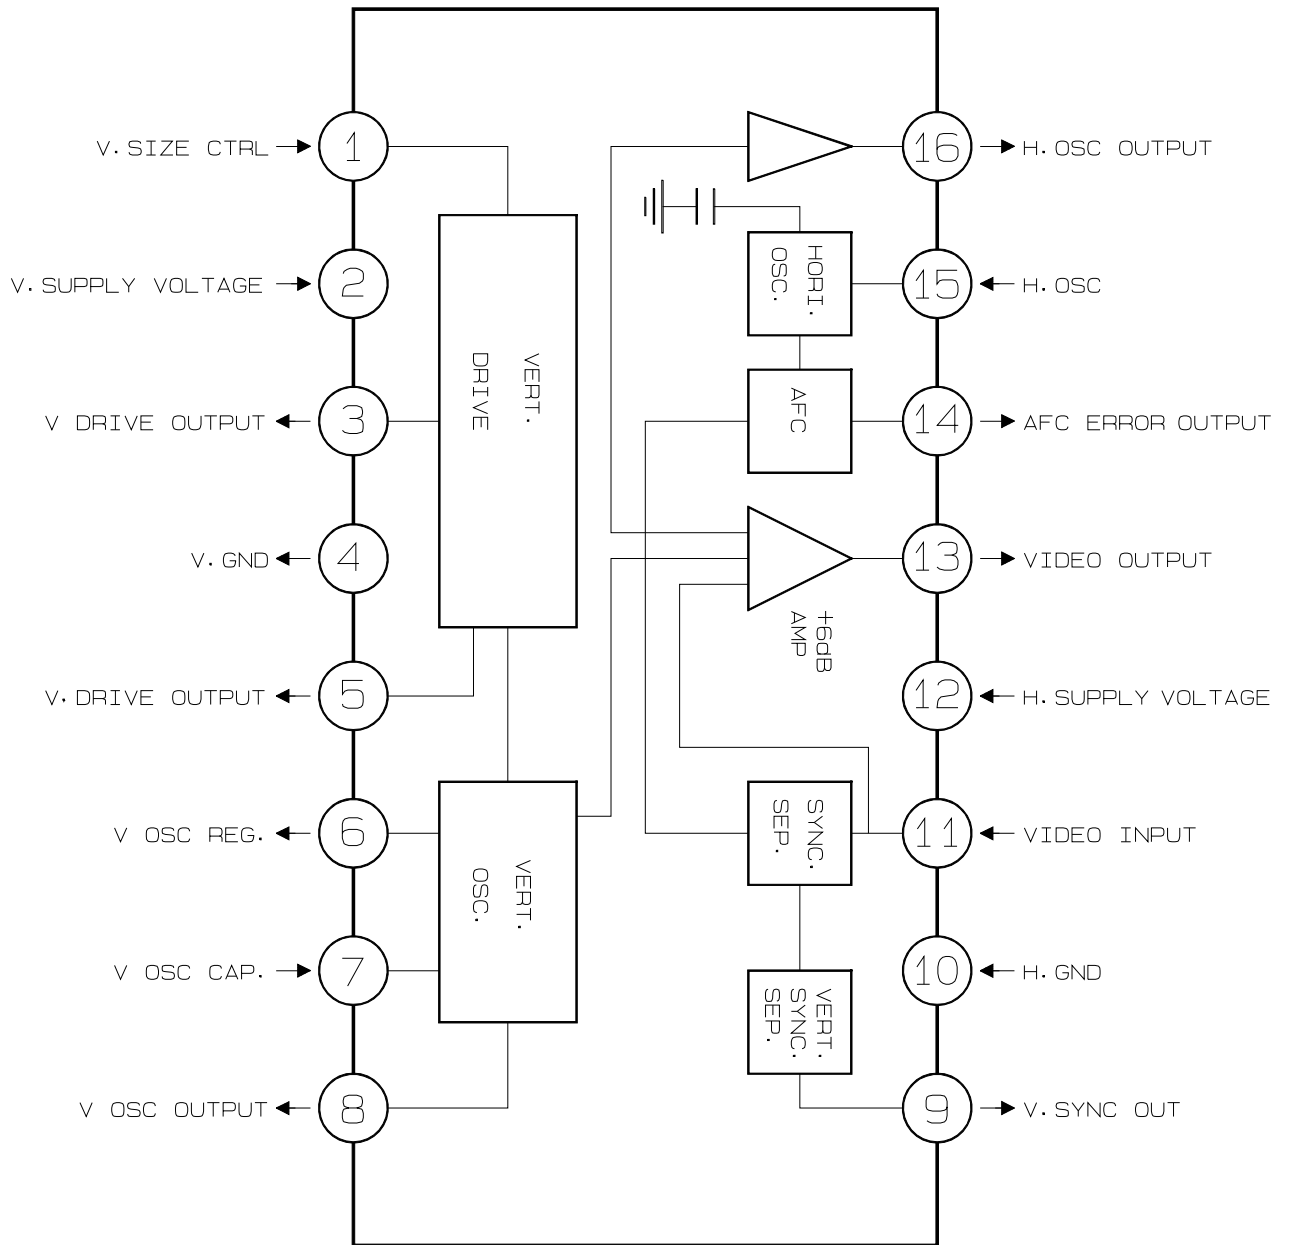 V.SIZE CTRL
1
V.SUPPLY VOLTAGE
2
V DRIVE OUTPUT
3
V.GND
4
V.DRIVE OUTPUT
5
V OSC REG.
6
V OSC CAP.
7
V OSC OUTPUT
8
VERT.
DRIVE
VERT.
OSC.
HORI.
OSC.
AFC
+6dB
AMP
SYNC.
SEP.
VERT.
SYNC.
SEP.
16
H.OSC OUTPUT
15
H.OSC
14
AFC ERROR OUTPUT
13
VIDEO OUTPUT
12
H.SUPPLY VOLTAGE
11
VIDEO INPUT
10
H.GND
9
V.SYNC OUT